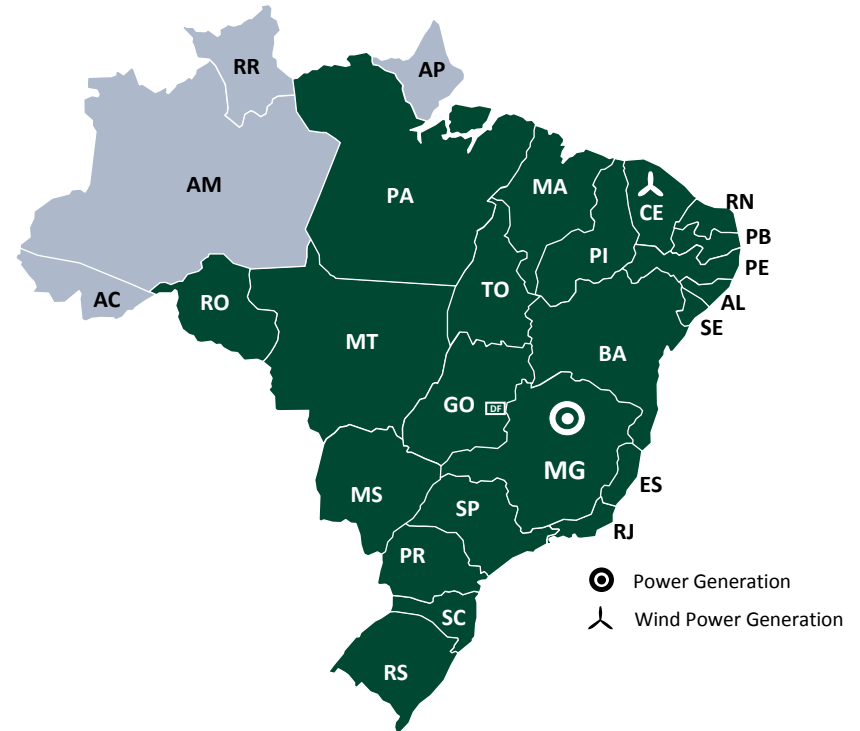 RR
AP
AM
PA
MA
CE
RN
PB
PI
PE
TO
AL
AC
RO
SE
MT
BA
GO
DF
MG
ES
MS
SP
RJ
PR
Power Generation
SC
Wind Power Generation
RS